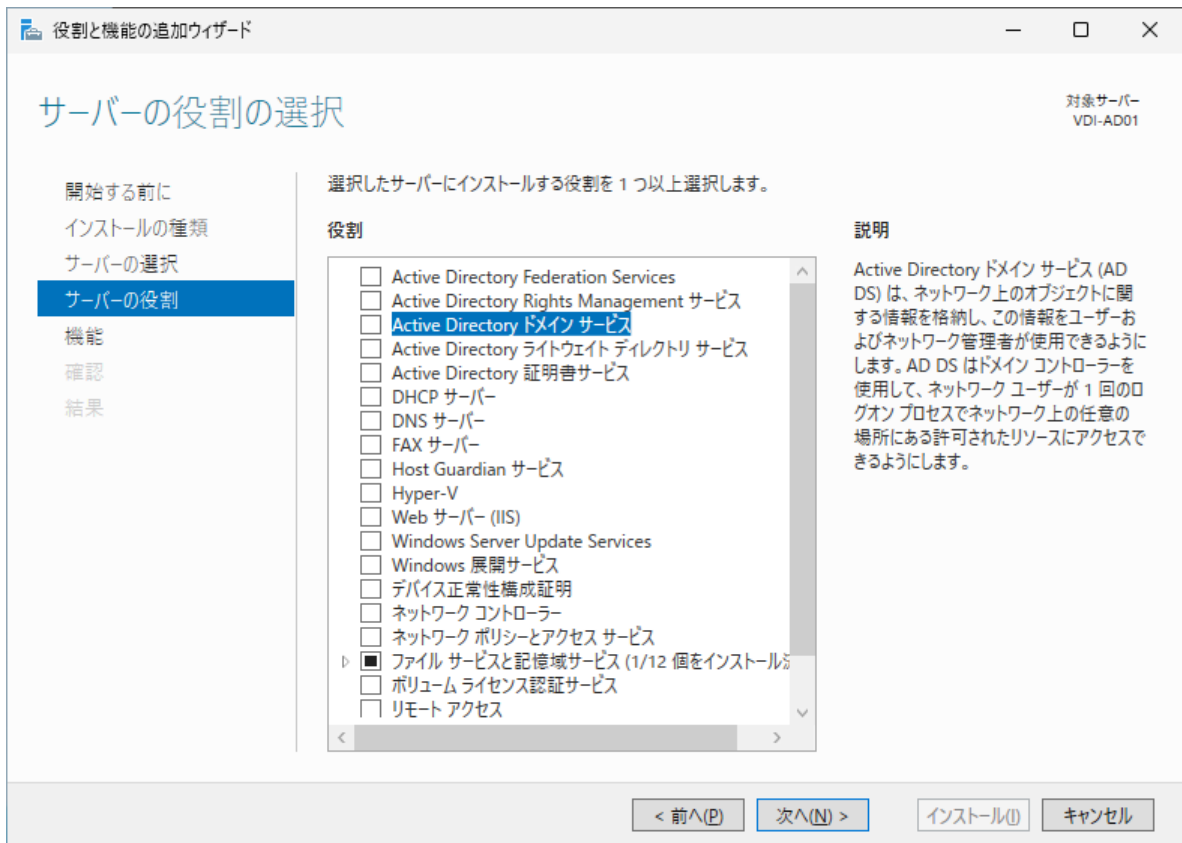 役割と機能の追加ウィザード
サーバーの役割の選択
対象サーバー
VDI-AD01
開始する前に
インストールの種類
サーバーの選択
サーバーの役割
機能
確認
結果
選択したサーバーにインストールする役割を 1 つ以上選択します。
役割
Active Directory Federation Services
Active Directory Rights Management サービス
Active Directory ドメイン サービス
Active Directory ライトウェイト ディレクトリ サービス
Active Directory 証明書サービス
DHCP サーバー
DNS サーバー
FAX サーバー
Host Guardian サービス
Hyper-V
Web サーバー (IIS)
Windows Server Update Services
Windows 展開サービス
デバイス正常性構成証明
ネットワーク コントローラー
ネットワーク ポリシーとアクセス サービス
ファイル サービスと記憶域サービス (1/12 個をインストール
ボリューム ライセンス認証サービス
リモート アクセス
説明
Active Directory ドメイン サービス (AD
DS) は、ネットワーク上のオブジェクトに関
する情報を格納し、この情報をユーザーお
よびネットワーク管理者が使用できるように
します。AD DS はドメイン コントローラーを
使用して、ネットワーク ユーザーが 1 回のロ
グオン プロセスでネットワーク上の任意の
場所にある許可されたリソースにアクセスで
きるようにします。
< 前へ(P)
次へ(N) >
インストール(I)
キャンセル